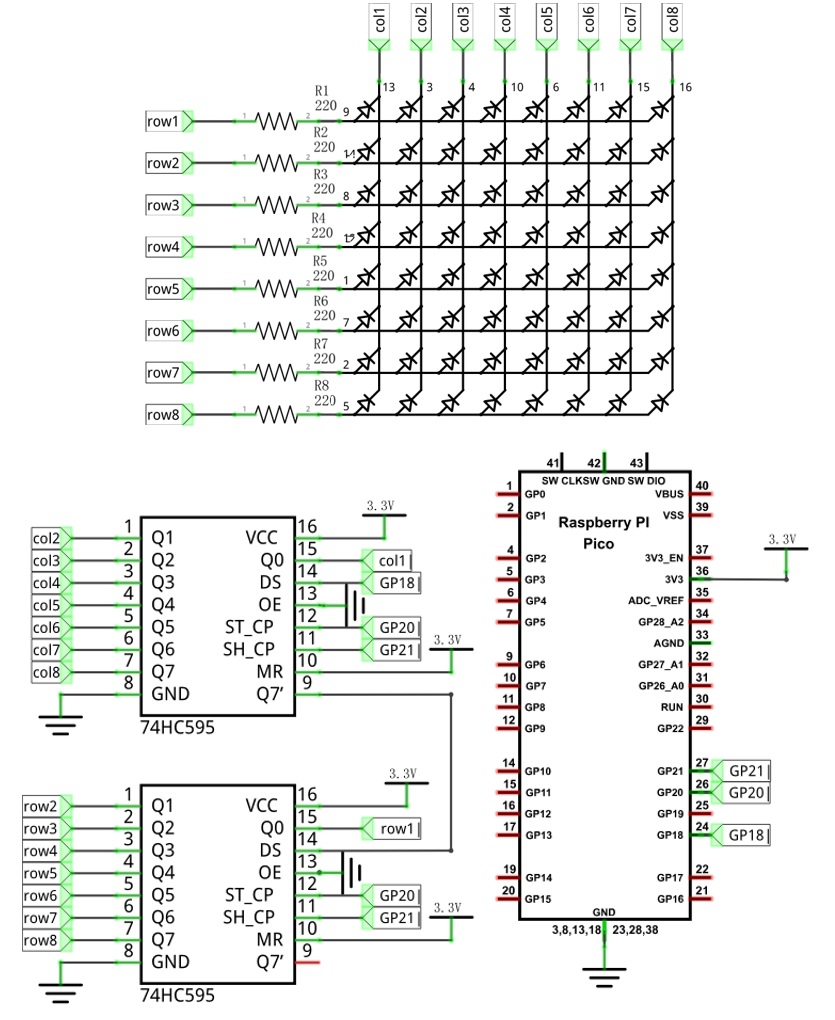 col1 col2 col3 col4 col5 col6 col7 col8
13 3 4 10 6 11 15 16
R1
220
row1 1 2 9
R2
220
row2 1 2
R3
220
row3 1 2 8
R4
220
row4 1 2
R5
220
row5 1 2 1
R6
220
row6 1 2 7
R7
220
row7 1 2 2
R8
220
row8 1 2 5
3.3V
col2 1 Q1 VCC 16
col3 2 Q2 Q0 15 col1
col4 3 Q3 DS 14 GP18
col5 4 Q4 OE 13
col6 5 Q5 ST_CP 12 GP20
col7 6 Q6 SH_CP 11 GP21
3.3V
col8 7 Q7 MR 10
8 GND Q7’ 9
74HC595
3.3V
row2 1 Q1 VCC 16
row3 2 Q2 Q0 15 row1
row4 3 Q3 DS 14
row5 4 Q4 OE 13
row6 5 Q5 ST_CP 12 GP20
row7 6 Q6 SH_CP 11 GP21
3.3V
row8 7 Q7 MR 10
8 GND Q7’ 9
74HC595
41 42 43
SW CLK SW GND SW DIO
1 GP0 VBUS 40
2 GP1 VSS 39
Raspberry PI
Pico
3.3V
4 GP2 3V3_EN 37
5 GP3 3V3 36
6 GP4 ADC_VREF 35
7 GP5 GP28_A2 34
AGND 33
9 GP6 GP27_A1 32
10 GP7 GP26_A0 31
11 GP8 RUN 30
12 GP9 GP22 29
14 GP10 GP21 27 GP21
15 GP11 GP20 26 GP20
16 GP12 GP19 25
17 GP13 GP18 24 GP18
19 GP14 GP17 22
20 GP15 GP16 21
GND
3,8,13,18 23,28,38